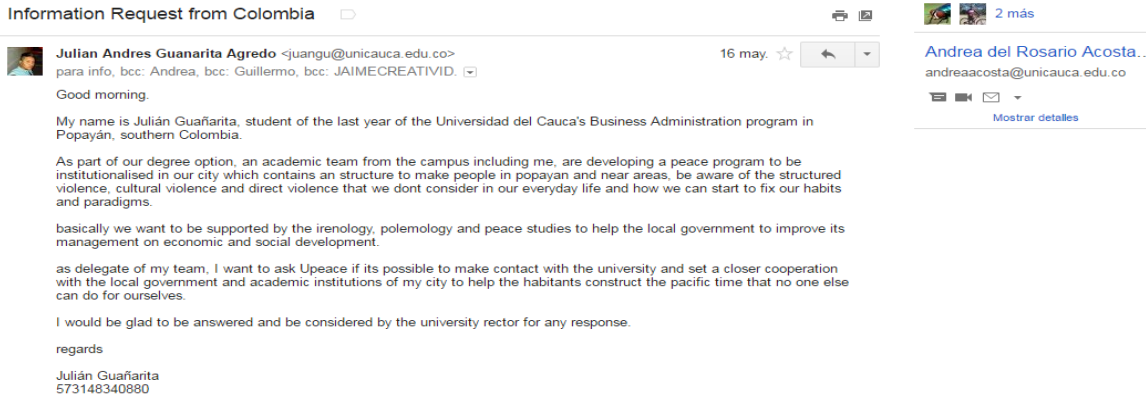 Information Request from Colombia
Julian Andres Guanarita Agredo <juangu@unicauca.edu.co>
16 may.
para info, bcc: Andrea, bcc: Guillermo, bcc: JAIMECREATIVID.
Good morning.
My name is Julián Guañarita, student of the last year of the Universidad del Cauca's Business Administration program in
Popayán, southern Colombia.
As part of our degree option, an academic team from the campus including me, are developing a peace program to be
institutionalised in our city which contains an structure to make people in popayan and near areas, be aware of the structured
violence, cultural violence and direct violence that we dont consider in our everyday life and how we can start to fix our habits
and paradigms.
basically we want to be supported by the irenology, polemology and peace studies to help the local government to improve its
management on economic and social development.
as delegate of my team, I want to ask Upeace if its possible to make contact with the university and set a closer cooperation
with the local government and academic institutions of my city to help the habitants construct the pacific time that no one else
can do for ourselves.
I would be glad to be answered and be considered by the university rector for any response.
regards
Julián Guañarita
573148340880
2 más
Andrea del Rosario Acosta...
andreaacosta@unicauca.edu.co
Mostrar detalles